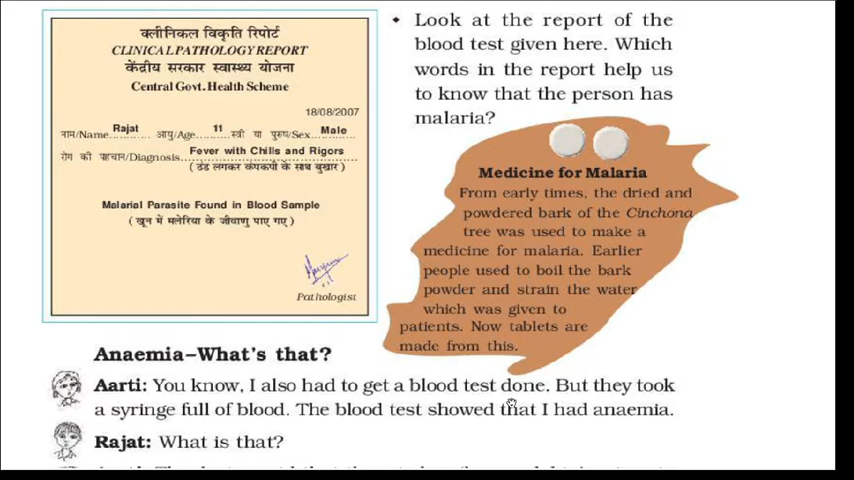 क्लीनिकल विकृति रिपोर्ट
CLINICAL PATHOLOGY REPORT
केंद्रीय सरकार स्वास्थ्य योजना
Central Govt. Health Scheme
18/08/2007
नाम/Name Rajat आयु/Age 11 स्त्री या पुरुष/Sex Male
रोग की पहचान/Diagnosis Fever with Chills and Rigors
(ठंड लगकर कंपकपी के साथ बुखार)
Malarial Parasite Found in Blood Sample
(खून में मलेरिया के जीवाणु पाए गए)
Pathologist
Look at the report of the
blood test given here. Which
words in the report help us
to know that the person has
malaria?
Medicine for Malaria
From early times, the dried and
powdered bark of the Cinchona
tree was used to make a
medicine for malaria. Earlier
people used to boil the bark
powder and strain the water
which was given to
patients. Now tablets are
made from this.
Anaemia–What's that?
Aarti: You know, I also had to get a blood test done. But they took
a syringe full of blood. The blood test showed that I had anaemia.
Rajat: What is that?